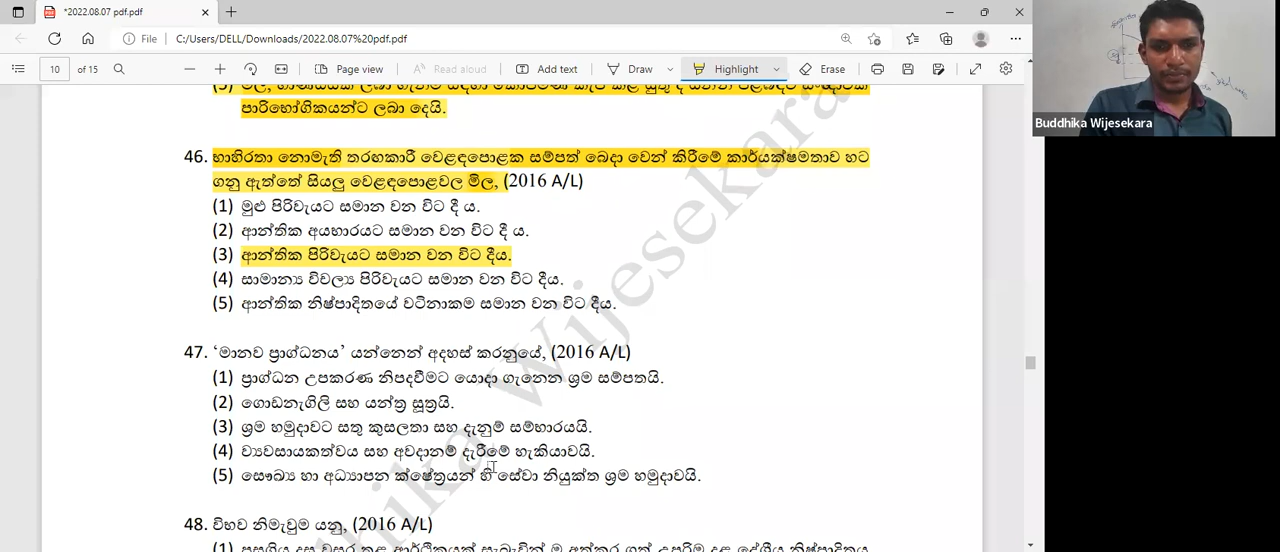 *2022.08.07 pdf.pdf
File
C:/Users/DELL/Downloads/2022.08.07%20pdf.pdf
10 of 15
Page view
Read aloud
Add text
Draw
Highlight
Erase
Buddhika Wijesekara
පාරිභෝගිකයන්ට ලබා දෙයි.
46. භාහිරතා නොමැති තරඟකාරී වෙළඳපොළක සම්පත් බෙදා වෙන් කිරීමේ කාර්යක්ෂමතාව හට
ගනු ඇත්තේ සියලු වෙළඳපොළවල මිල, (2016 A/L)
(1) මුළු පිරිවැයට සමාන වන විට දී ය.
(2) ආන්තික අයභාරයට සමාන වන විට දී ය.
(3) ආන්තික පිරිවැයට සමාන වන විට දීය.
(4) සාමාන්‍ය විචල්‍ය පිරිවැයට සමාන වන විට දීය.
(5) ආන්තික නිෂ්පාදිතයේ වටිනාකම සමාන වන විට දීය.
47. ‘මානව ප්‍රාග්ධනය’ යන්නෙන් අදහස් කරනුයේ, (2016 A/L)
(1) ප්‍රාග්ධන උපකරණ නිපදවීමට යොදා ගැනෙන ශ්‍රම සම්පතයි.
(2) ගොඩනැගිලි සහ යන්ත්‍ර සූත්‍රයි.
(3) ශ්‍රම හමුදාවට සතු කුසලතා සහ දැනුම් සම්භාරයයි.
(4) ව්‍යවසායකත්වය සහ අවදානම් දැරීමේ හැකියාවයි.
(5) සෞඛ්‍ය හා අධ්‍යාපන ක්ෂේත්‍රයන් හි සේවා නියුක්ත ශ්‍රම හමුදාවයි.
48. විභව නිමැවුම යනු, (2016 A/L)